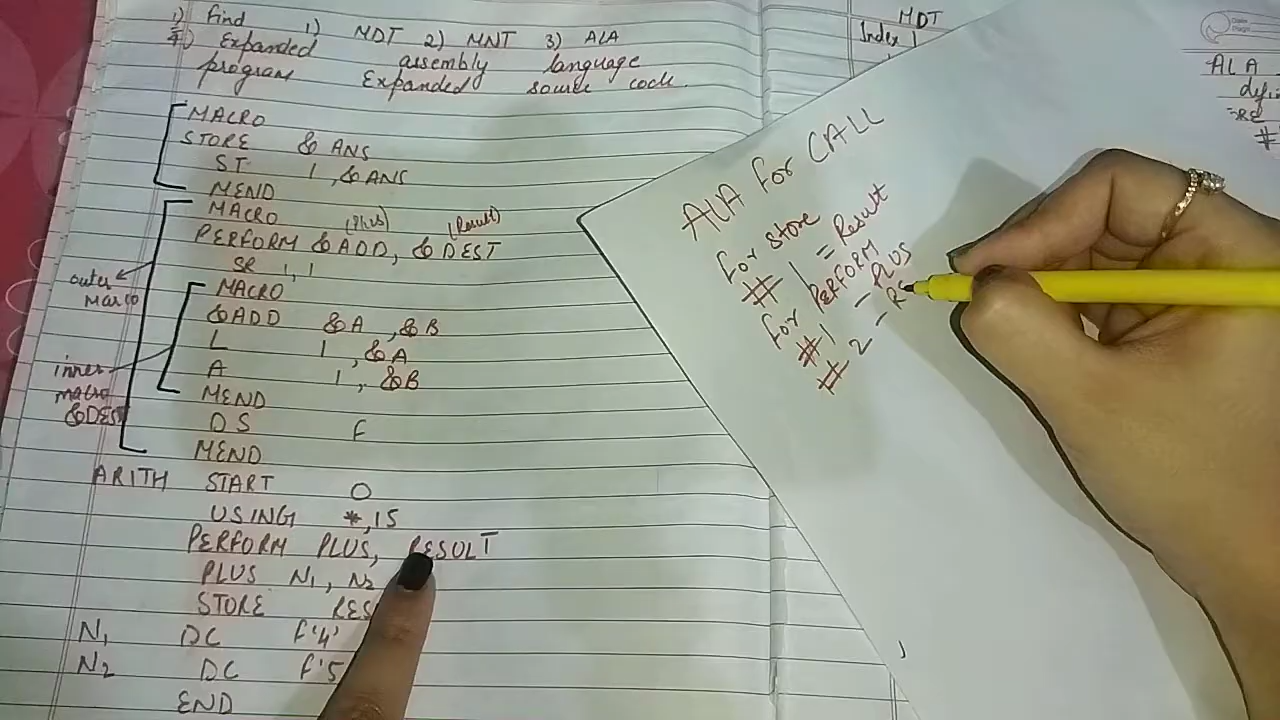 1) Find 1) MDT 2) MNT 3) ALA
4) Expanded assembly language
program Expanded source code.
MACRO
STORE &ANS
ST 1,&ANS
MEND
MACRO
(Plus) (Result)
PERFORM &ADD, &DEST
SR 1,1
outer
Marco
MACRO
&ADD &A ,&B
L 1 ,&A
A 1, &B
inner
macro
&DEST
MEND
DS F
MEND
ARITH START 0
USING *,15
PERFORM PLUS, RESULT
PLUS N1, N2
STORE RES
N1 DC F'4'
N2 DC F'5
END
MDT
Index 1
ALA for CALL
for store
# 1 = Result
for PERFORM
#1 - PLUS
# 2 - RE
ALA
#